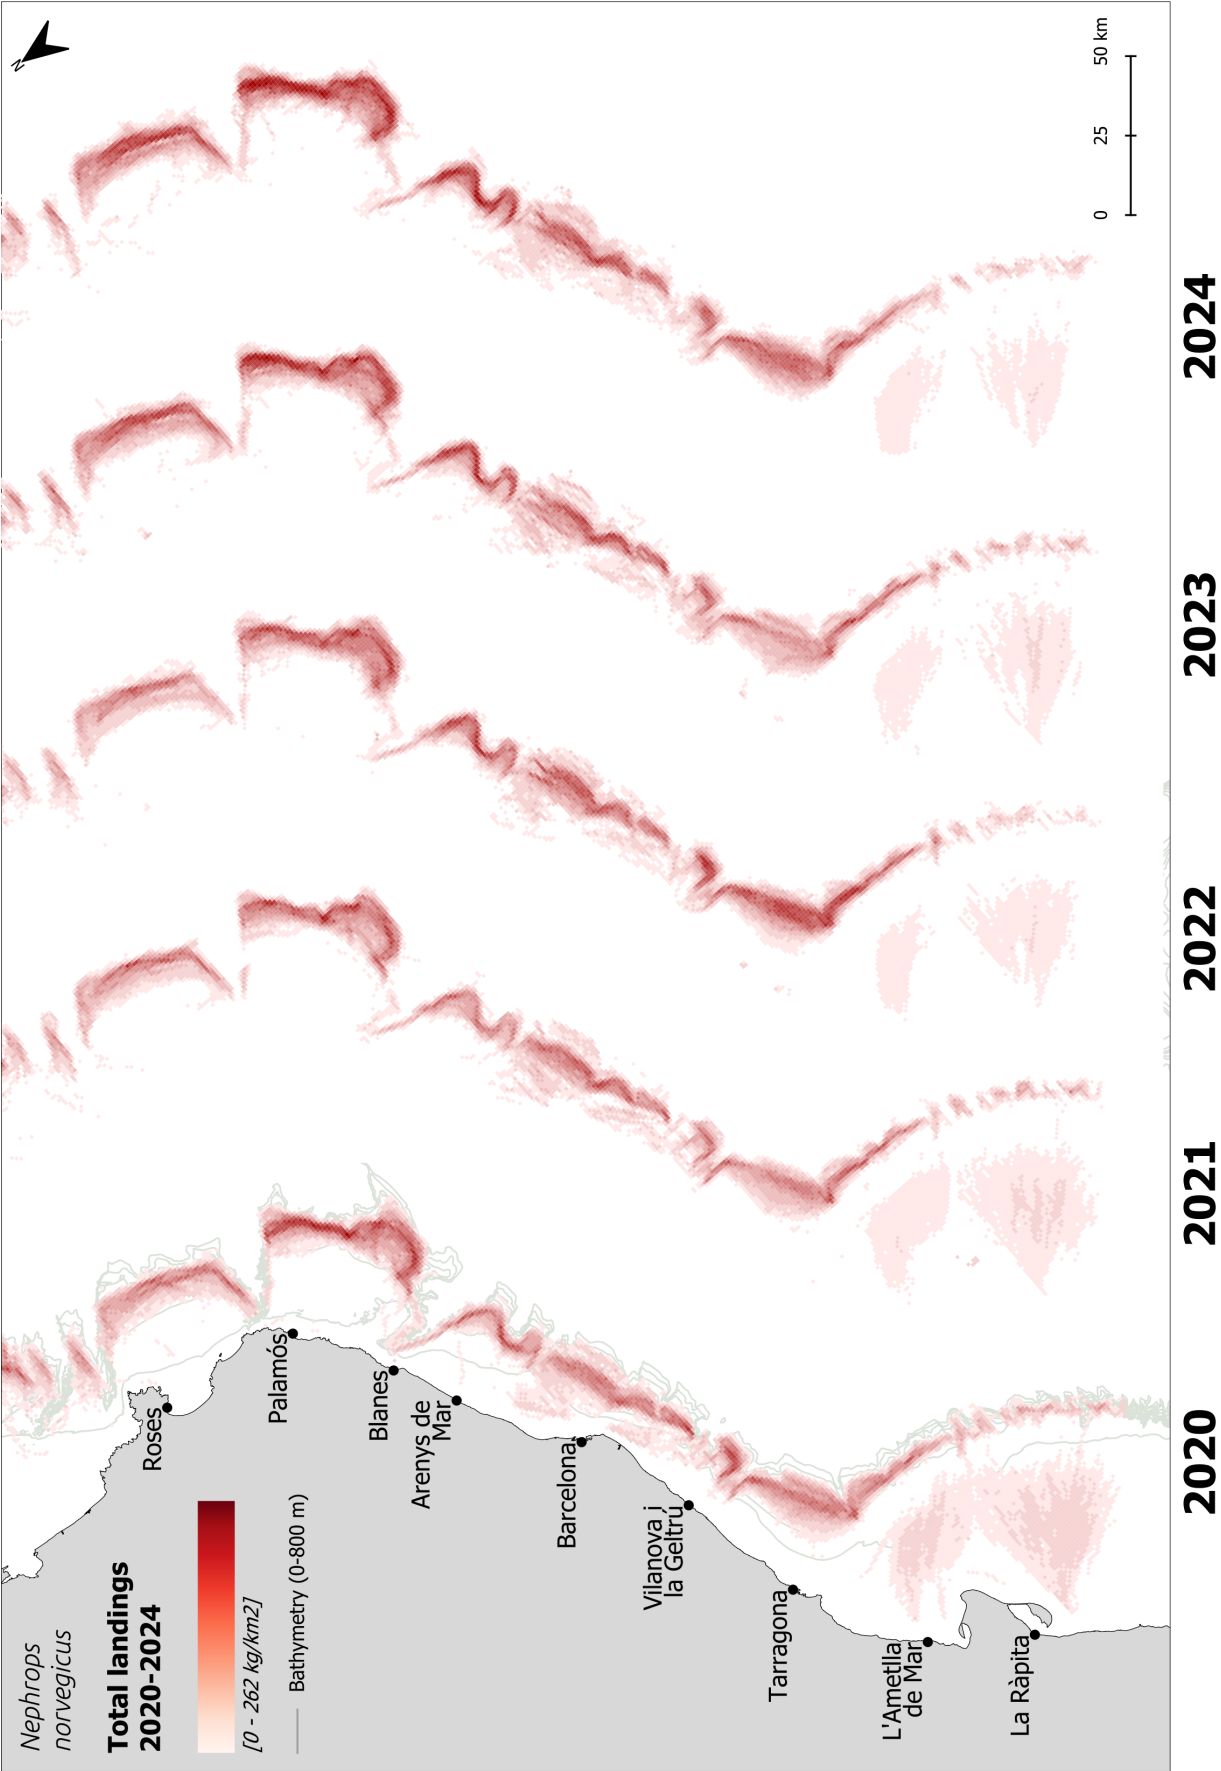 Nephrops
norvegicus
Total landings
2020-2024
[0 - 262 kg/km2]
Bathymetry (0-800 m)
N
Roses
Palamós
Blanes
Arenys de
Mar
Barcelona
Vilanova i
la Geltrú
Tarragona
L'Ametlla
de Mar
La Ràpita
0 25 50 km
2020
2021
2022
2023
2024